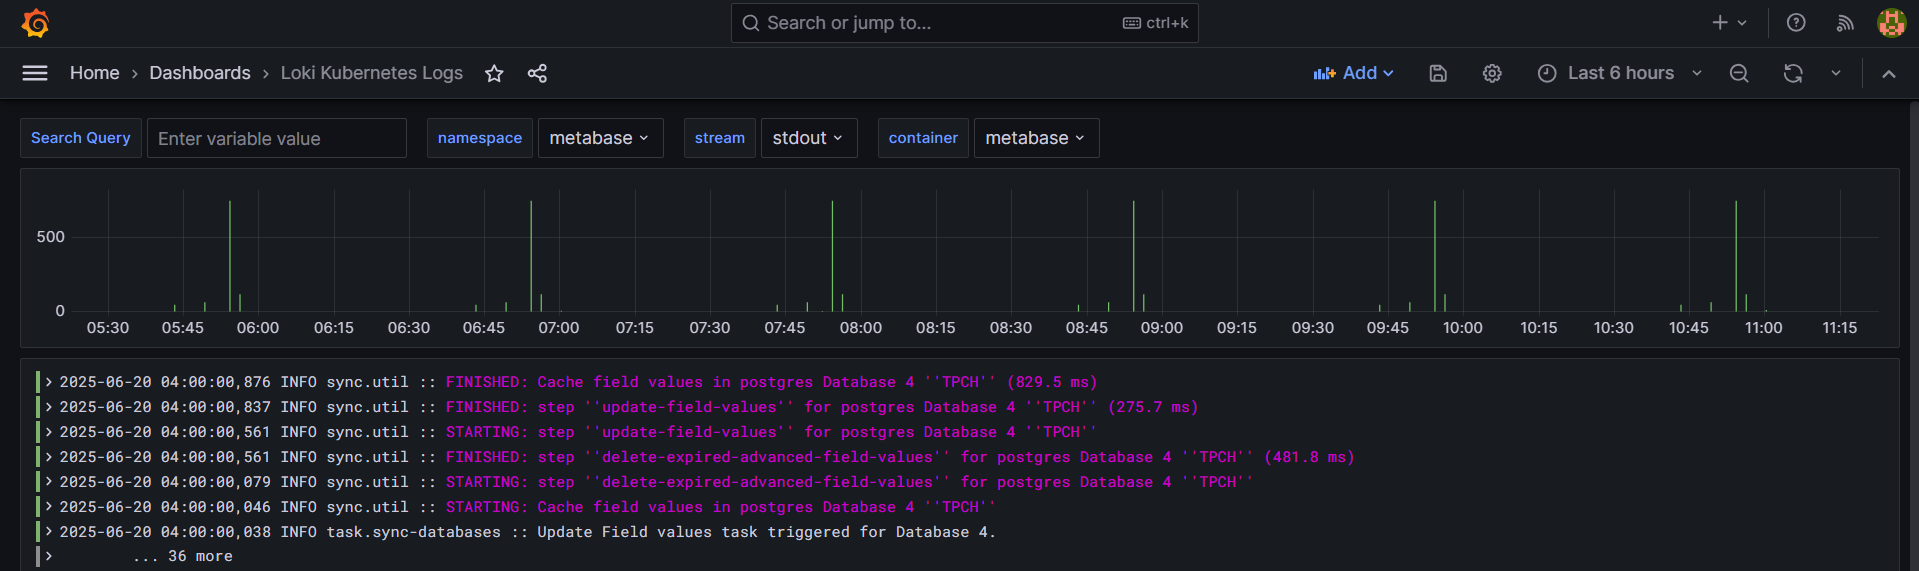 Search or jump to... ctrl+k
Home › Dashboards › Loki Kubernetes Logs Add Last 6 hours
Search Query Enter variable value namespace metabase stream stdout container metabase
500
0
05:30 05:45 06:00 06:15 06:30 06:45 07:00 07:15 07:30 07:45 08:00 08:15 08:30 08:45 09:00 09:15 09:30 09:45 10:00 10:15 10:30 10:45 11:00 11:15
2025-06-20 04:00:00,876 INFO sync.util :: FINISHED: Cache field values in postgres Database 4 ''TPCH'' (829.5 ms)
2025-06-20 04:00:00,837 INFO sync.util :: FINISHED: step ''update-field-values'' for postgres Database 4 ''TPCH'' (275.7 ms)
2025-06-20 04:00:00,561 INFO sync.util :: STARTING: step ''update-field-values'' for postgres Database 4 ''TPCH''
2025-06-20 04:00:00,561 INFO sync.util :: FINISHED: step ''delete-expired-advanced-field-values'' for postgres Database 4 ''TPCH'' (481.8 ms)
2025-06-20 04:00:00,079 INFO sync.util :: STARTING: step ''delete-expired-advanced-field-values'' for postgres Database 4 ''TPCH''
2025-06-20 04:00:00,046 INFO sync.util :: STARTING: Cache field values in postgres Database 4 ''TPCH''
2025-06-20 04:00:00,038 INFO task.sync-databases :: Update Field values task triggered for Database 4.
... 36 more